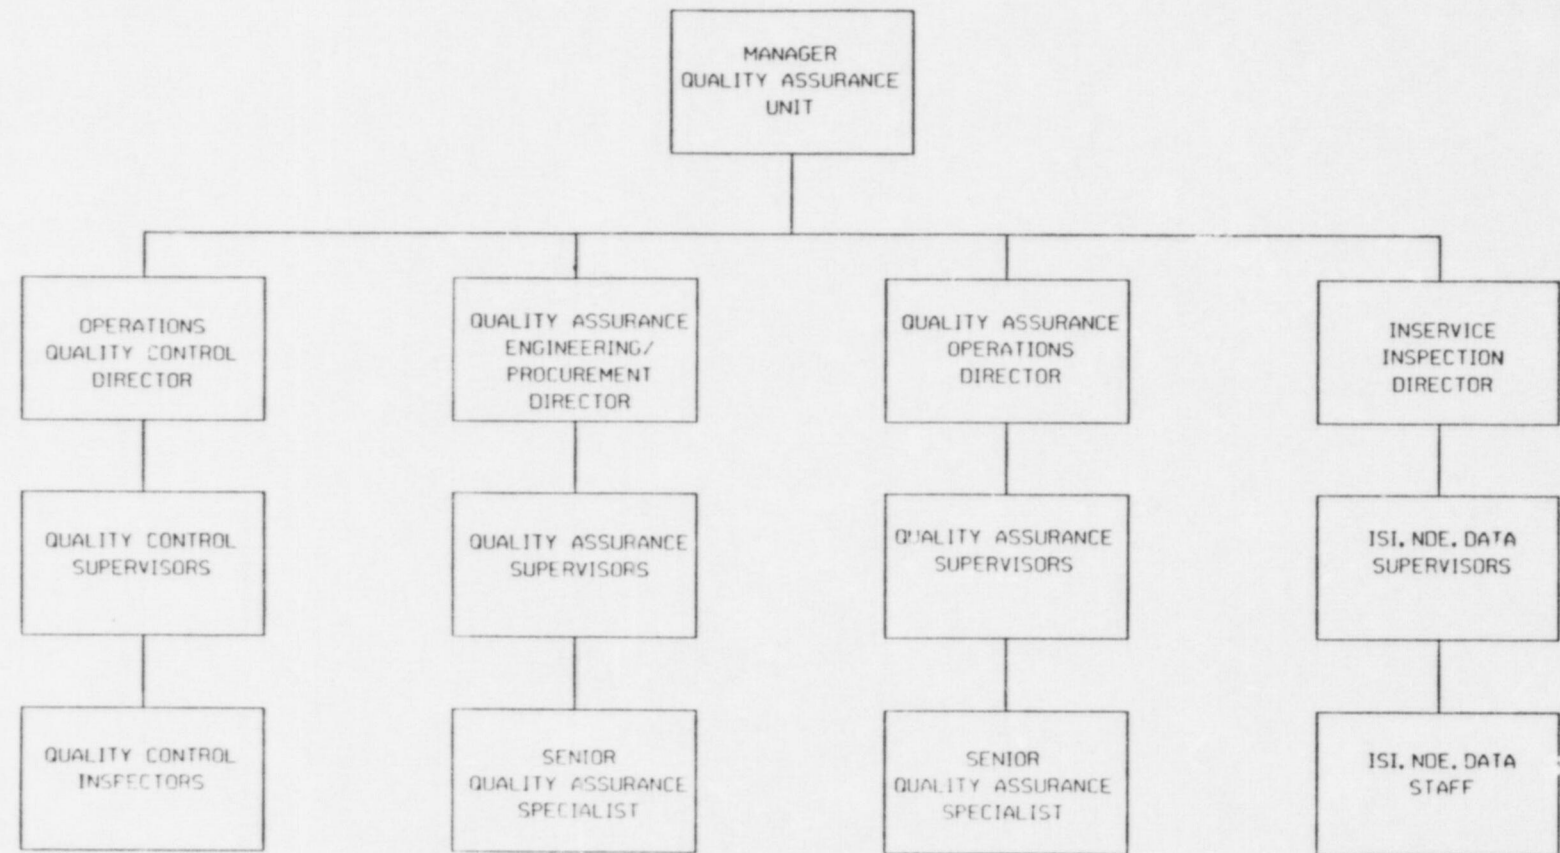 MANAGER
QUALITY ASSURANCE
UNIT
OPERATIONS
QUALITY CONTROL
DIRECTOR
QUALITY ASSURANCE
ENGINEERING/
PROCUREMENT
DIRECTOR
QUALITY ASSURANCE
OPERATIONS
DIRECTOR
INSERVICE
INSPECTION
DIRECTOR
QUALITY CONTROL
SUPERVISORS
QUALITY ASSURANCE
SUPERVISORS
QUALITY ASSURANCE
SUPERVISORS
ISI, NDE, DATA
SUPERVISORS
QUALITY CONTROL
INSPECTORS
SENIOR
QUALITY ASSURANCE
SPECIALIST
SENIOR
QUALITY ASSURANCE
SPECIALIST
ISI, NDE, DATA
STAFF